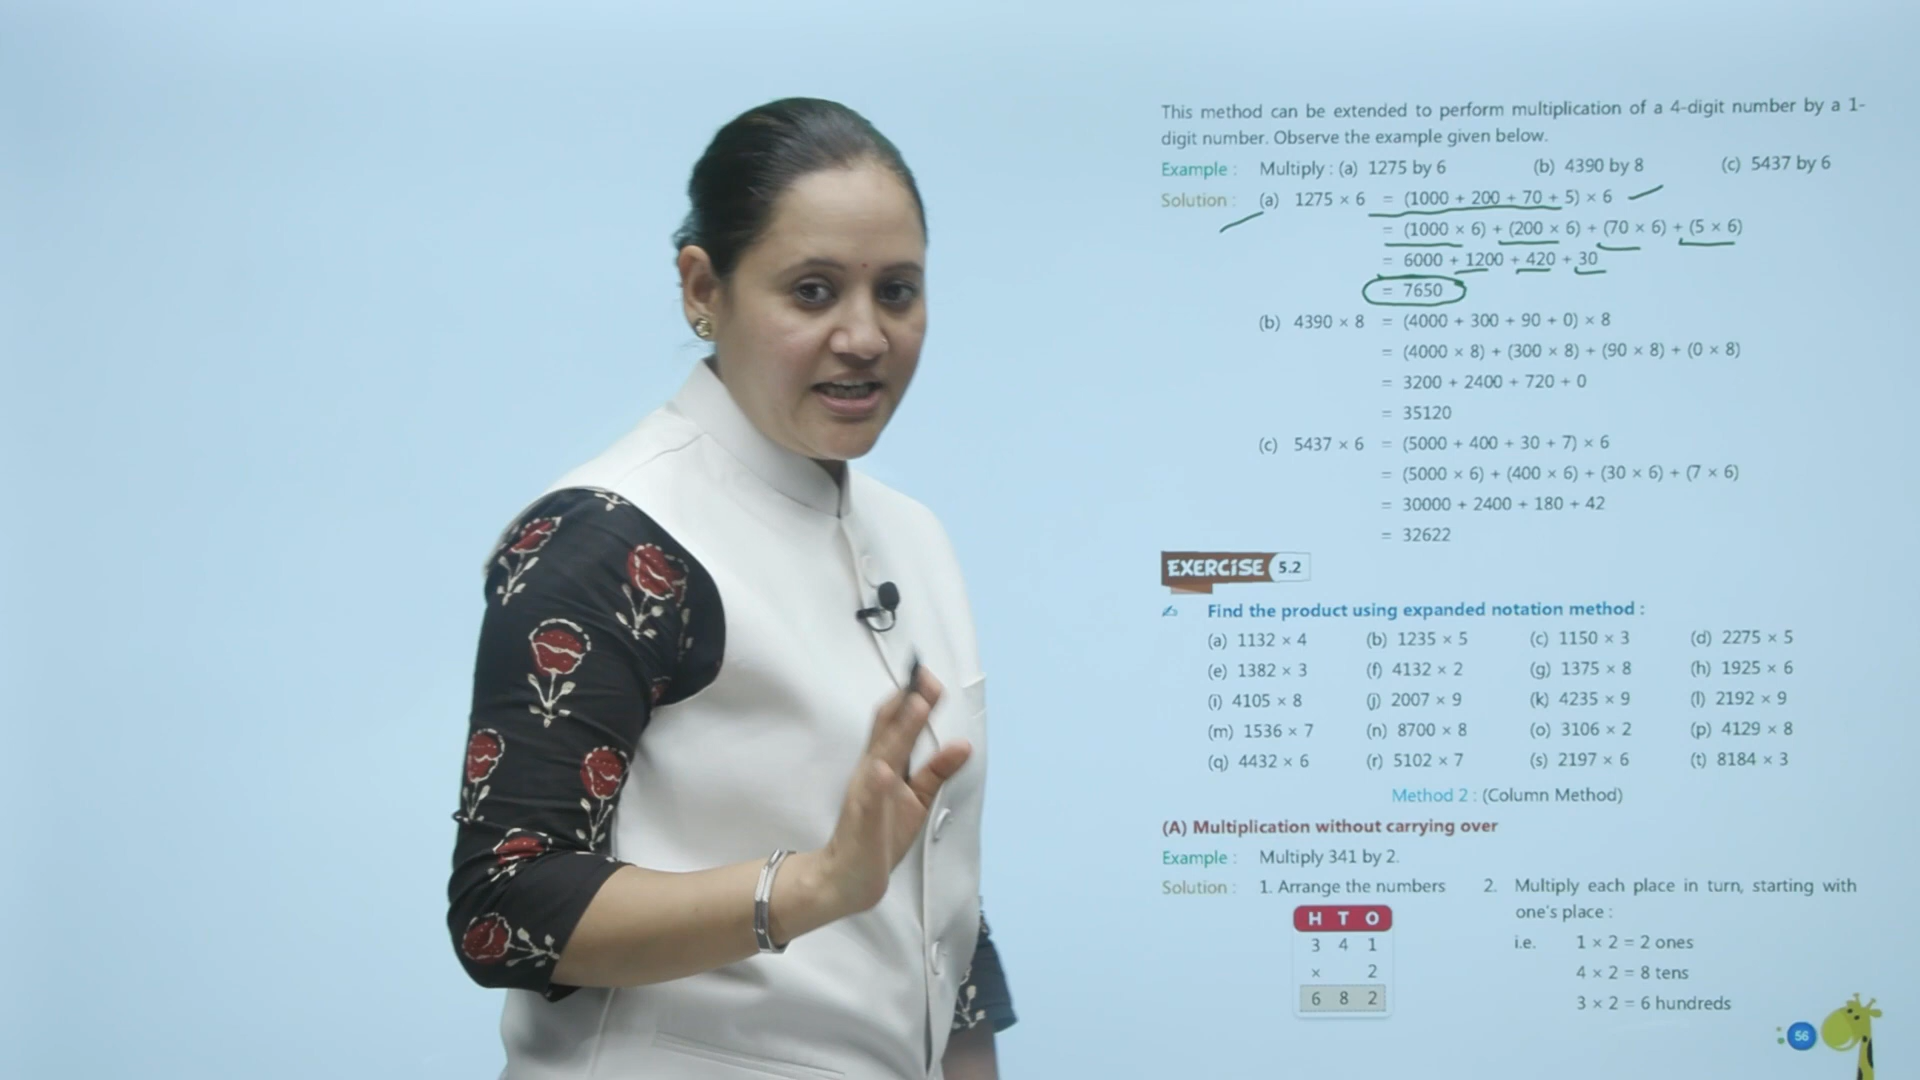 This method can be extended to perform multiplication of a 4-digit number by a 1-
digit number. Observe the example given below.
Example : Multiply : (a) 1275 by 6 (b) 4390 by 8 (c) 5437 by 6
Solution : (a) 1275 × 6 = (1000 + 200 + 70 + 5) × 6
= (1000 × 6) + (200 × 6) + (70 × 6) + (5 × 6)
= 6000 + 1200 + 420 + 30
= 7650
(b) 4390 × 8 = (4000 + 300 + 90 + 0) × 8
= (4000 × 8) + (300 × 8) + (90 × 8) + (0 × 8)
= 3200 + 2400 + 720 + 0
= 35120
(c) 5437 × 6 = (5000 + 400 + 30 + 7) × 6
= (5000 × 6) + (400 × 6) + (30 × 6) + (7 × 6)
= 30000 + 2400 + 180 + 42
= 32622
EXERCISE 5.2
Find the product using expanded notation method :
(a) 1132 × 4 (b) 1235 × 5 (c) 1150 × 3 (d) 2275 × 5
(e) 1382 × 3 (f) 4132 × 2 (g) 1375 × 8 (h) 1925 × 6
(i) 4105 × 8 (j) 2007 × 9 (k) 4235 × 9 (l) 2192 × 9
(m) 1536 × 7 (n) 8700 × 8 (o) 3106 × 2 (p) 4129 × 8
(q) 4432 × 6 (r) 5102 × 7 (s) 2197 × 6 (t) 8184 × 3
Method 2 : (Column Method)
(A) Multiplication without carrying over
Example : Multiply 341 by 2.
Solution : 1. Arrange the numbers
H T O
3 4 1
× 2
6 8 2
2. Multiply each place in turn, starting with
one's place :
i.e. 1 × 2 = 2 ones
4 × 2 = 8 tens
3 × 2 = 6 hundreds
56